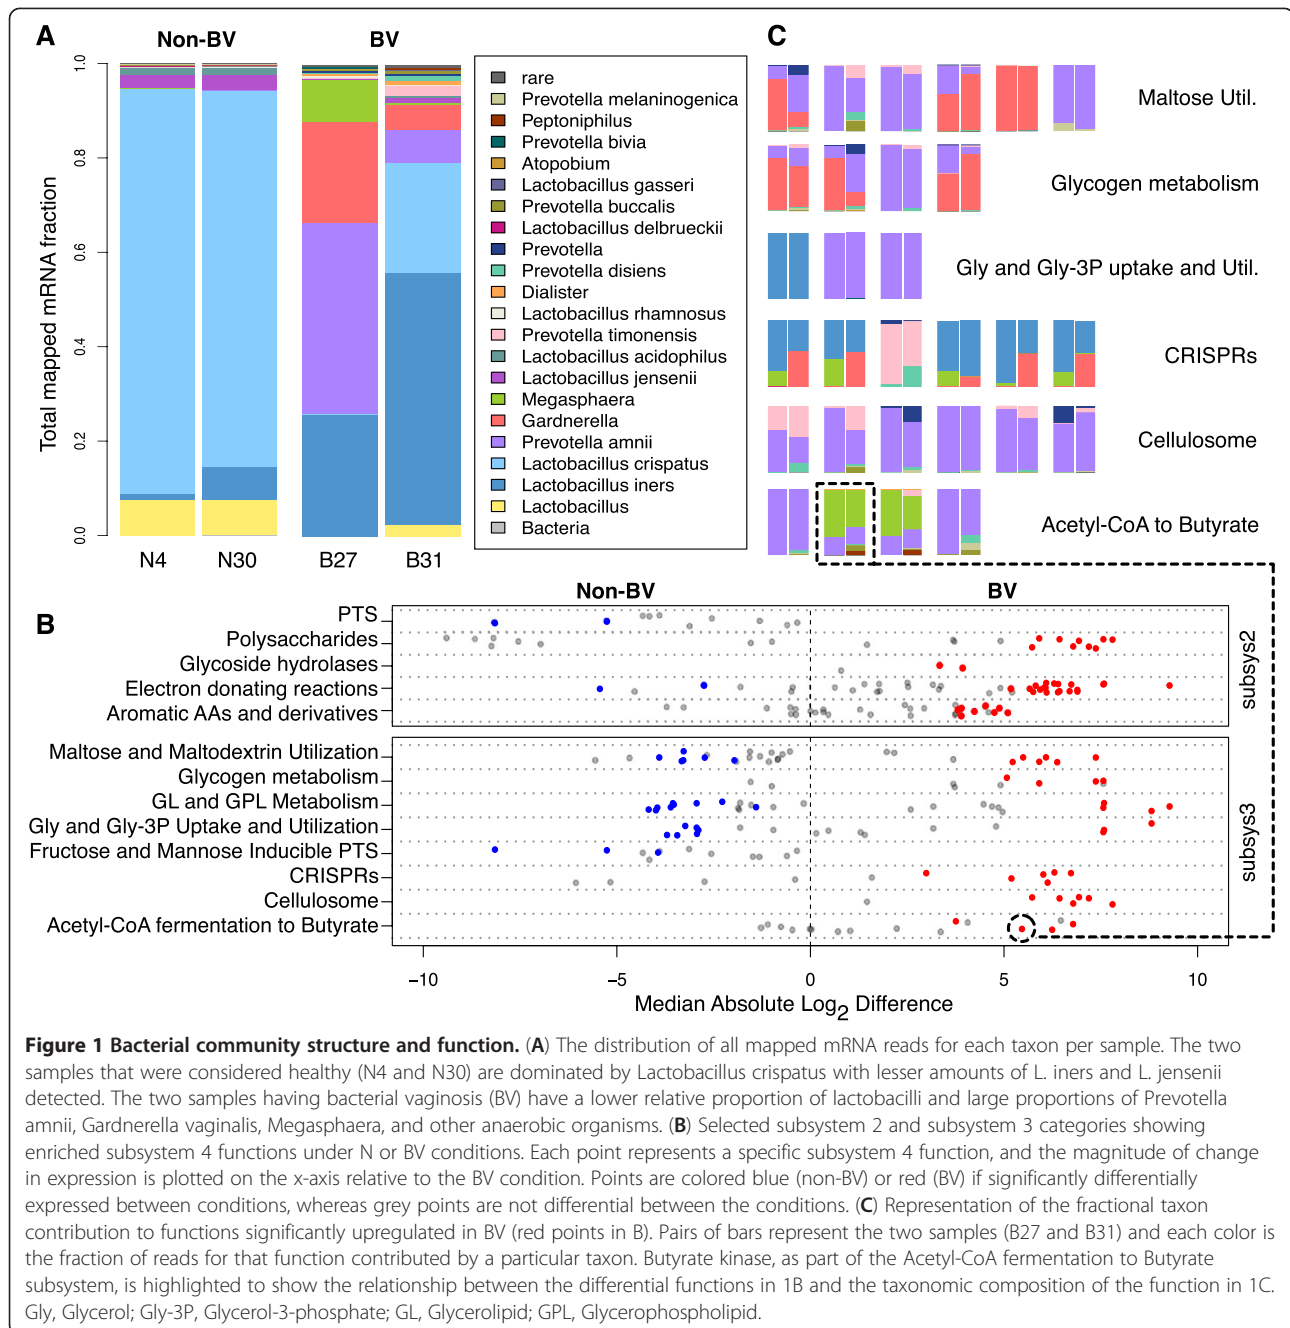 A
Non-BV
BV
Total mapped mRNA fraction
1.0
0.8
0.6
0.4
0.2
0.0
N4
N30
B27
B31
rare
Prevotella melaninogenica
Peptoniphilus
Prevotella bivia
Atopobium
Lactobacillus gasseri
Prevotella buccalis
Lactobacillus delbrueckii
Prevotella
Prevotella disiens
Dialister
Lactobacillus rhamnosus
Prevotella timonensis
Lactobacillus acidophilus
Lactobacillus jensenii
Megasphaera
Gardnerella
Prevotella amnii
Lactobacillus crispatus
Lactobacillus iners
Lactobacillus
Bacteria
C
Maltose Util.
Glycogen metabolism
Gly and Gly-3P uptake and Util.
CRISPRs
Cellulosome
Acetyl-CoA to Butyrate
B
Non-BV
BV
PTS
Polysaccharides
Glycoside hydrolases
Electron donating reactions
Aromatic AAs and derivatives
subsys2
Maltose and Maltodextrin Utilization
Glycogen metabolism
GL and GPL Metabolism
Gly and Gly-3P Uptake and Utilization
Fructose and Mannose Inducible PTS
CRISPRs
Cellulosome
Acetyl-CoA fermentation to Butyrate
subsys3
−10
−5
0
5
10
Median Absolute Log2 Difference
Figure 1 Bacterial community structure and function. (A) The distribution of all mapped mRNA reads for each taxon per sample. The two
samples that were considered healthy (N4 and N30) are dominated by Lactobacillus crispatus with lesser amounts of L. iners and L. jensenii
detected. The two samples having bacterial vaginosis (BV) have a lower relative proportion of lactobacilli and large proportions of Prevotella
amnii, Gardnerella vaginalis, Megasphaera, and other anaerobic organisms. (B) Selected subsystem 2 and subsystem 3 categories showing
enriched subsystem 4 functions under N or BV conditions. Each point represents a specific subsystem 4 function, and the magnitude of change
in expression is plotted on the x-axis relative to the BV condition. Points are colored blue (non-BV) or red (BV) if significantly differentially
expressed between conditions, whereas grey points are not differential between the conditions. (C) Representation of the fractional taxon
contribution to functions significantly upregulated in BV (red points in B). Pairs of bars represent the two samples (B27 and B31) and each color is
the fraction of reads for that function contributed by a particular taxon. Butyrate kinase, as part of the Acetyl-CoA fermentation to Butyrate
subsystem, is highlighted to show the relationship between the differential functions in 1B and the taxonomic composition of the function in 1C.
Gly, Glycerol; Gly-3P, Glycerol-3-phosphate; GL, Glycerolipid; GPL, Glycerophospholipid.